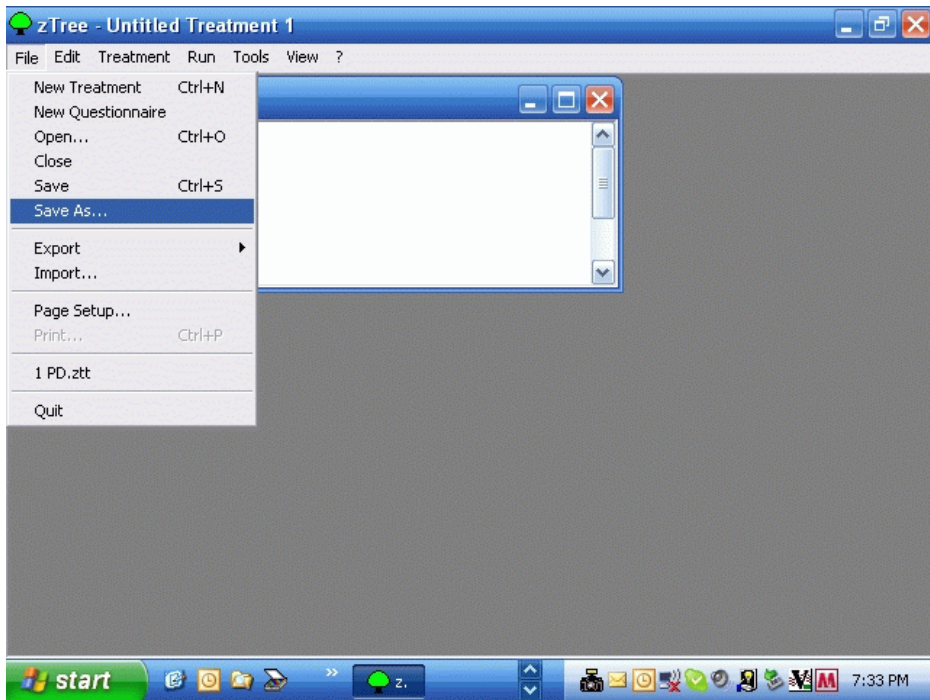 zTree - Untitled Treatment 1
File Edit Treatment Run Tools View ?
New Treatment Ctrl+N
New Questionnaire
Open... Ctrl+O
Close
Save Ctrl+S
Save As...
Export
Import...
Page Setup...
Print... Ctrl+P
1 PD.ztt
Quit
start z. 7:33 PM